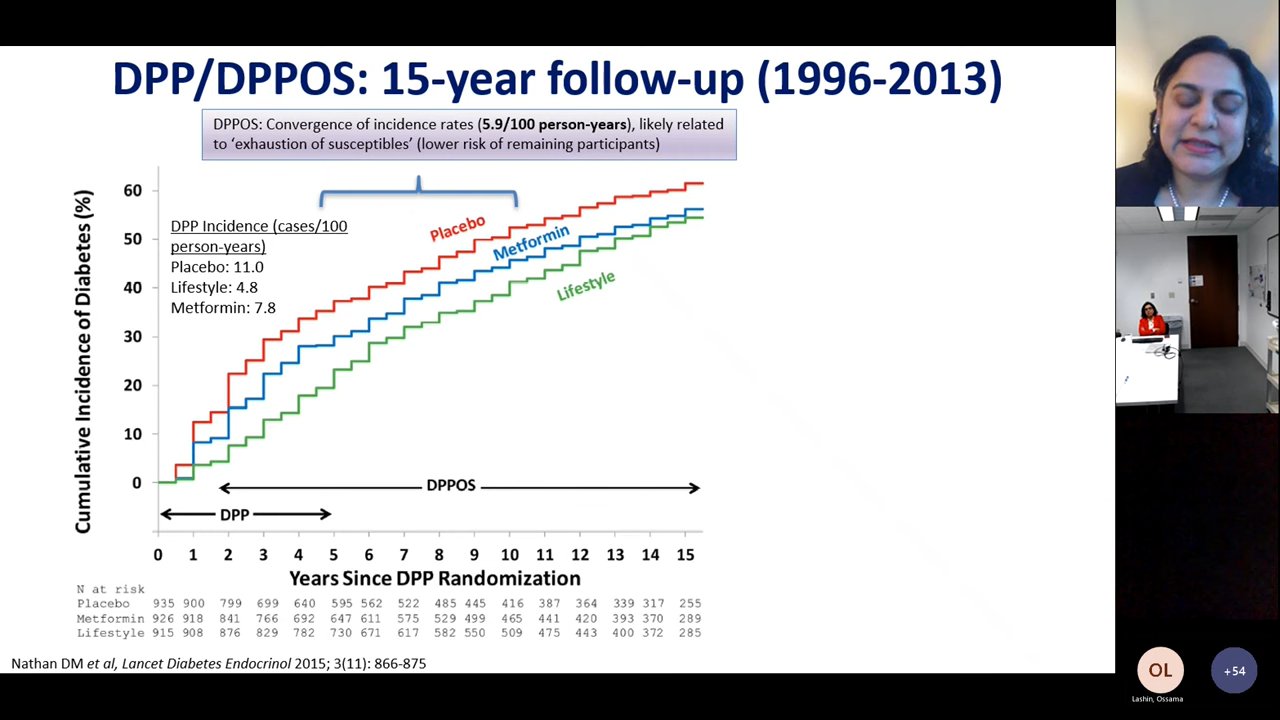 DPP/DPPOS: 15-year follow-up (1996-2013)
DPPOS: Convergence of incidence rates (5.9/100 person-years), likely related
to ‘exhaustion of susceptibles’ (lower risk of remaining participants)
Cumulative Incidence of Diabetes (%)
60
50
40
30
20
10
0
DPP Incidence (cases/100
person-years)
Placebo: 11.0
Lifestyle: 4.8
Metformin: 7.8
Placebo
Metformin
Lifestyle
DPPOS
DPP
0 1 2 3 4 5 6 7 8 9 10 11 12 13 14 15
Years Since DPP Randomization
N at risk
Placebo 935 900 799 699 640 595 562 522 485 445 416 387 364 339 317 255
Metformin 926 918 841 766 692 647 611 575 529 499 465 441 420 393 370 289
Lifestyle 915 908 876 829 782 730 671 617 582 550 509 475 443 400 372 285
Nathan DM et al, Lancet Diabetes Endocrinol 2015; 3(11): 866-875
OL
Lashin, Ossama
+54